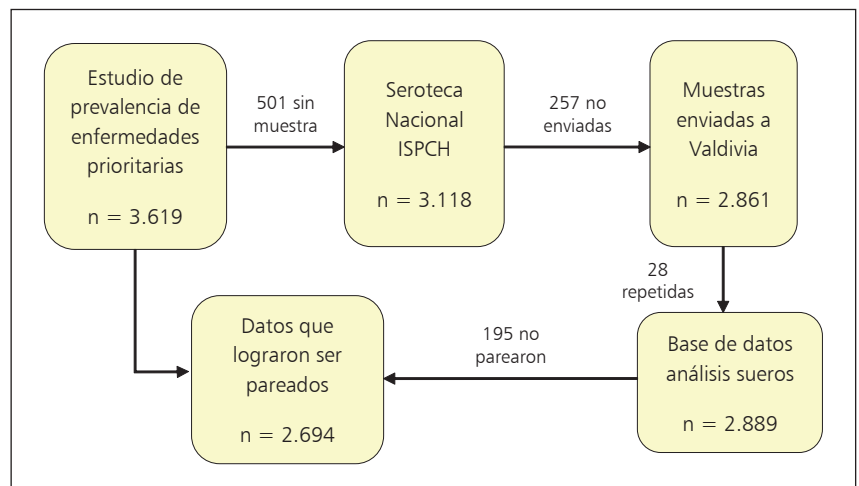 Estudio de
prevalencia de
enfermedades
prioritarias
n = 3.619
501 sin
muestra
Seroteca
Nacional
ISPCH
n = 3.118
257 no
enviadas
Muestras
enviadas a
Valdivia
n = 2.861
28
repetidas
Base de datos
análisis sueros
n = 2.889
195 no
parearon
Datos que
lograron ser
pareados
n = 2.694